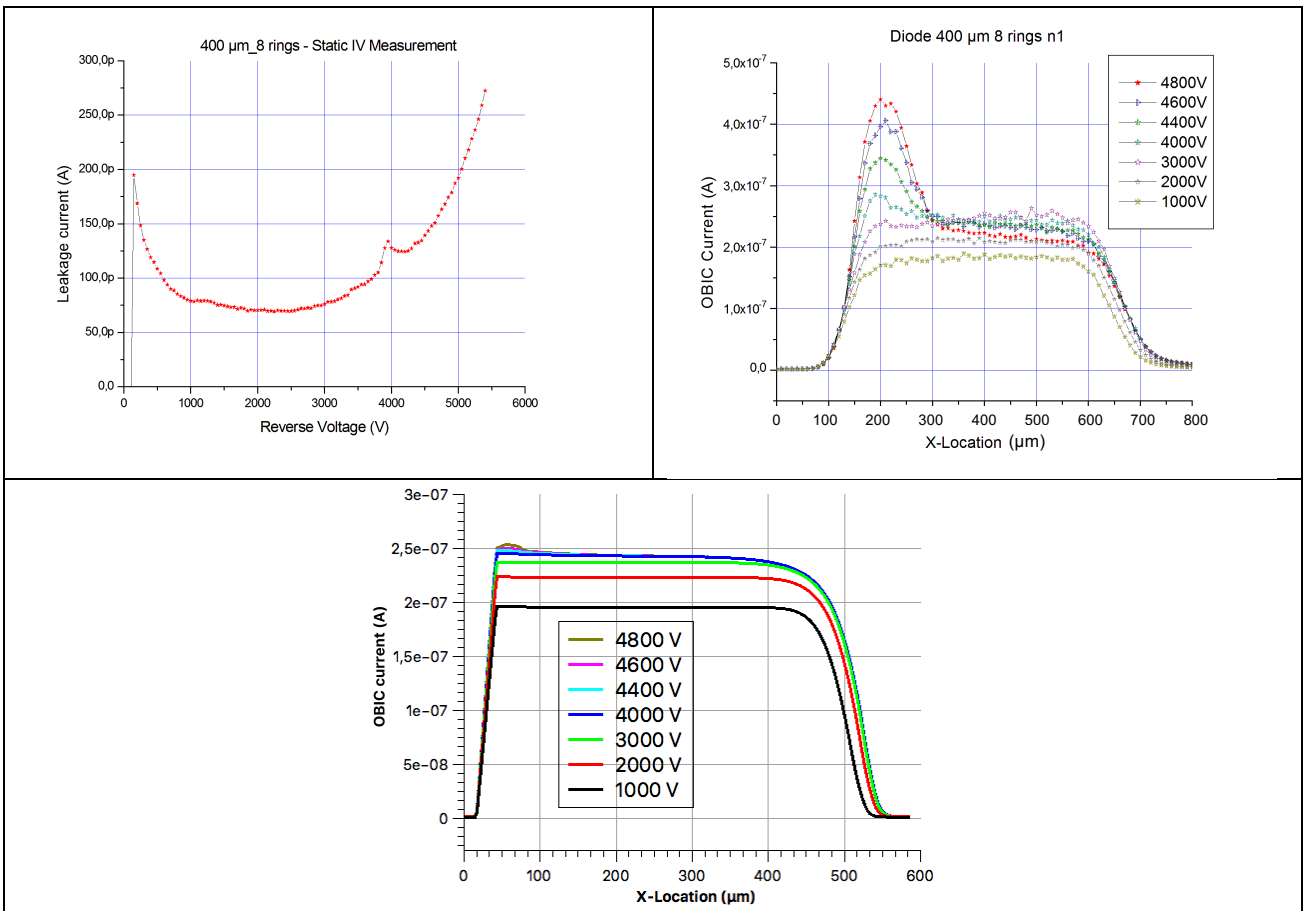 400 µm_8 rings - Static IV Measurement
300,0p
250,0p
200,0p
150,0p
100,0p
50,0p
0,0
Leakage current (A)
0 1000 2000 3000 4000 5000 6000
Reverse Voltage (V)
Diode 400 µm 8 rings n1
5,0x10⁻⁷
4,0x10⁻⁷
3,0x10⁻⁷
2,0x10⁻⁷
1,0x10⁻⁷
0,0
OBIC Current (A)
4800V
4600V
4400V
4000V
3000V
2000V
1000V
0 100 200 300 400 500 600 700 800
X-Location (µm)
3e−07
2,5e−07
2e−07
1,5e−07
1e−07
5e−08
0
OBIC current (A)
4800 V
4600 V
4400 V
4000 V
3000 V
2000 V
1000 V
0 100 200 300 400 500 600
X-Location (µm)